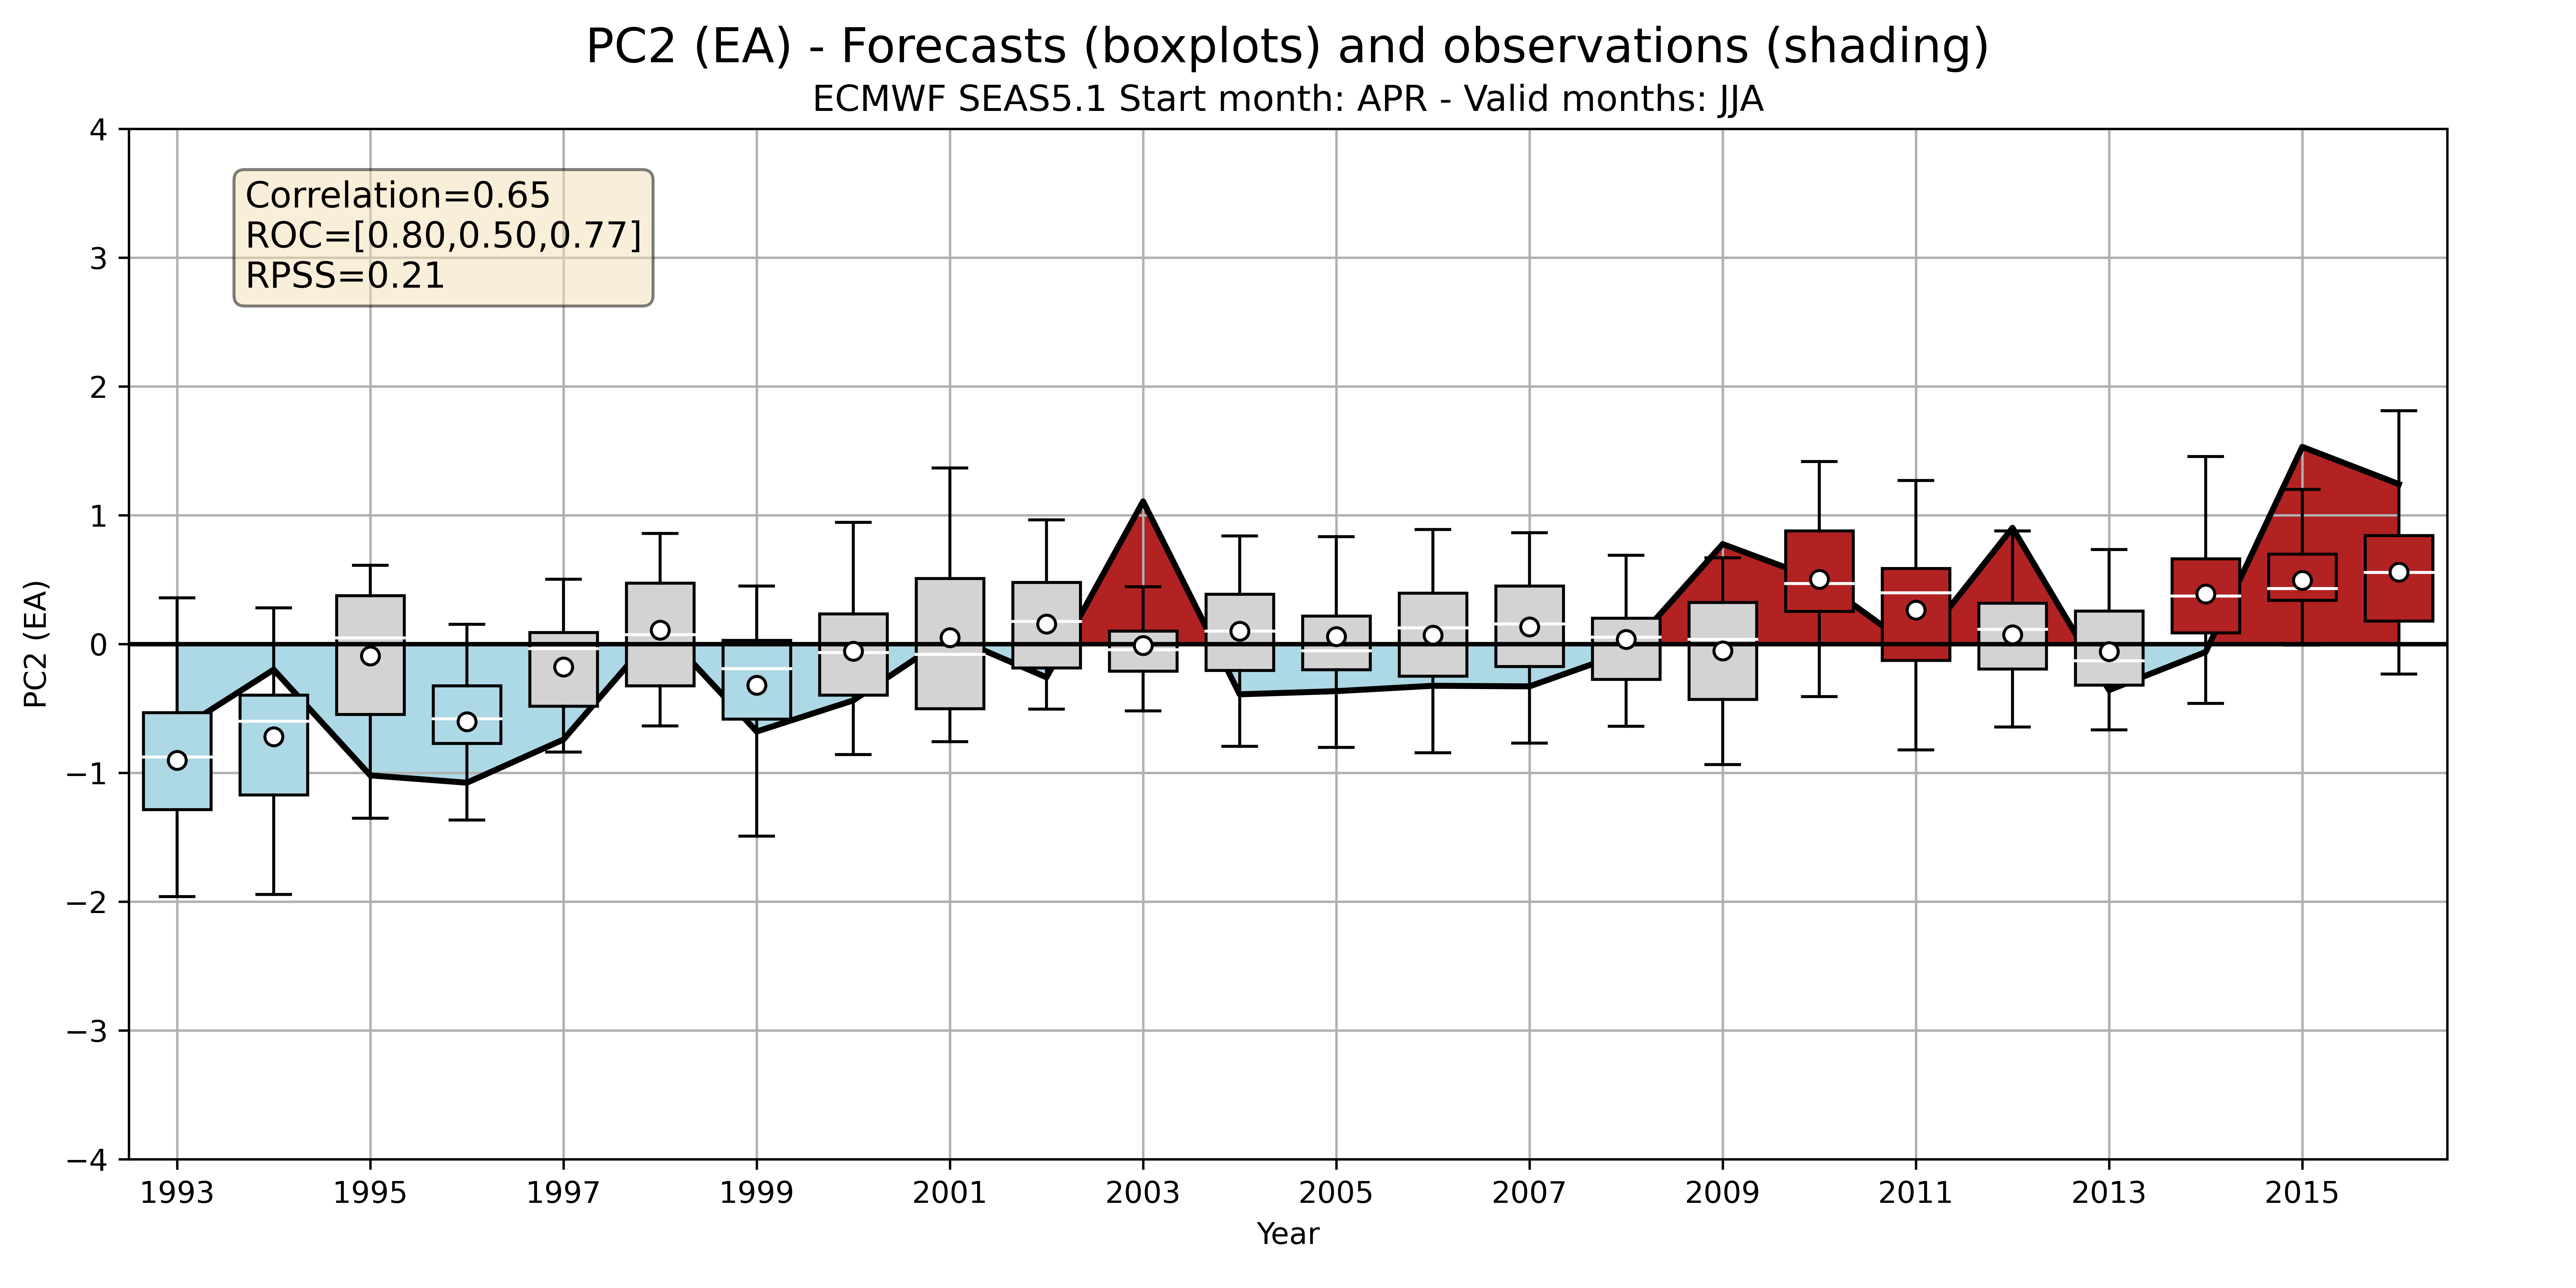 PC2 (EA) - Forecasts (boxplots) and observations (shading)
ECMWF SEAS5.1 Start month: APR - Valid months: JJA
Correlation=0.65
ROC=[0.80,0.50,0.77]
RPSS=0.21
PC2 (EA)
4
3
2
1
0
−1
−2
−3
−4
1993 1995 1997 1999 2001 2003 2005 2007 2009 2011 2013 2015
Year